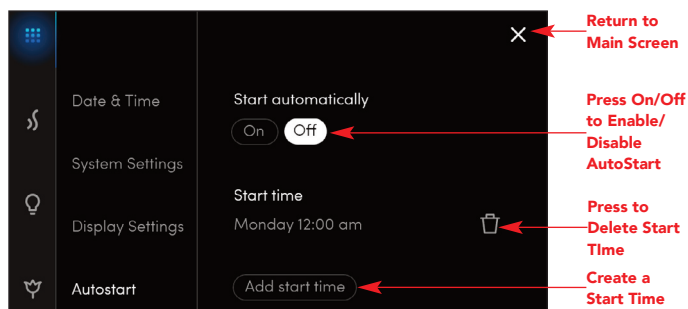 Return to
Main Screen
Date & Time
System Settings
Display Settings
Autostart
Start automatically
On Off
Start time
Monday 12:00 am
Add start time
Press On/Off
to Enable/
Disable
AutoStart
Press to
Delete Start
TIme
Create a
Start Time